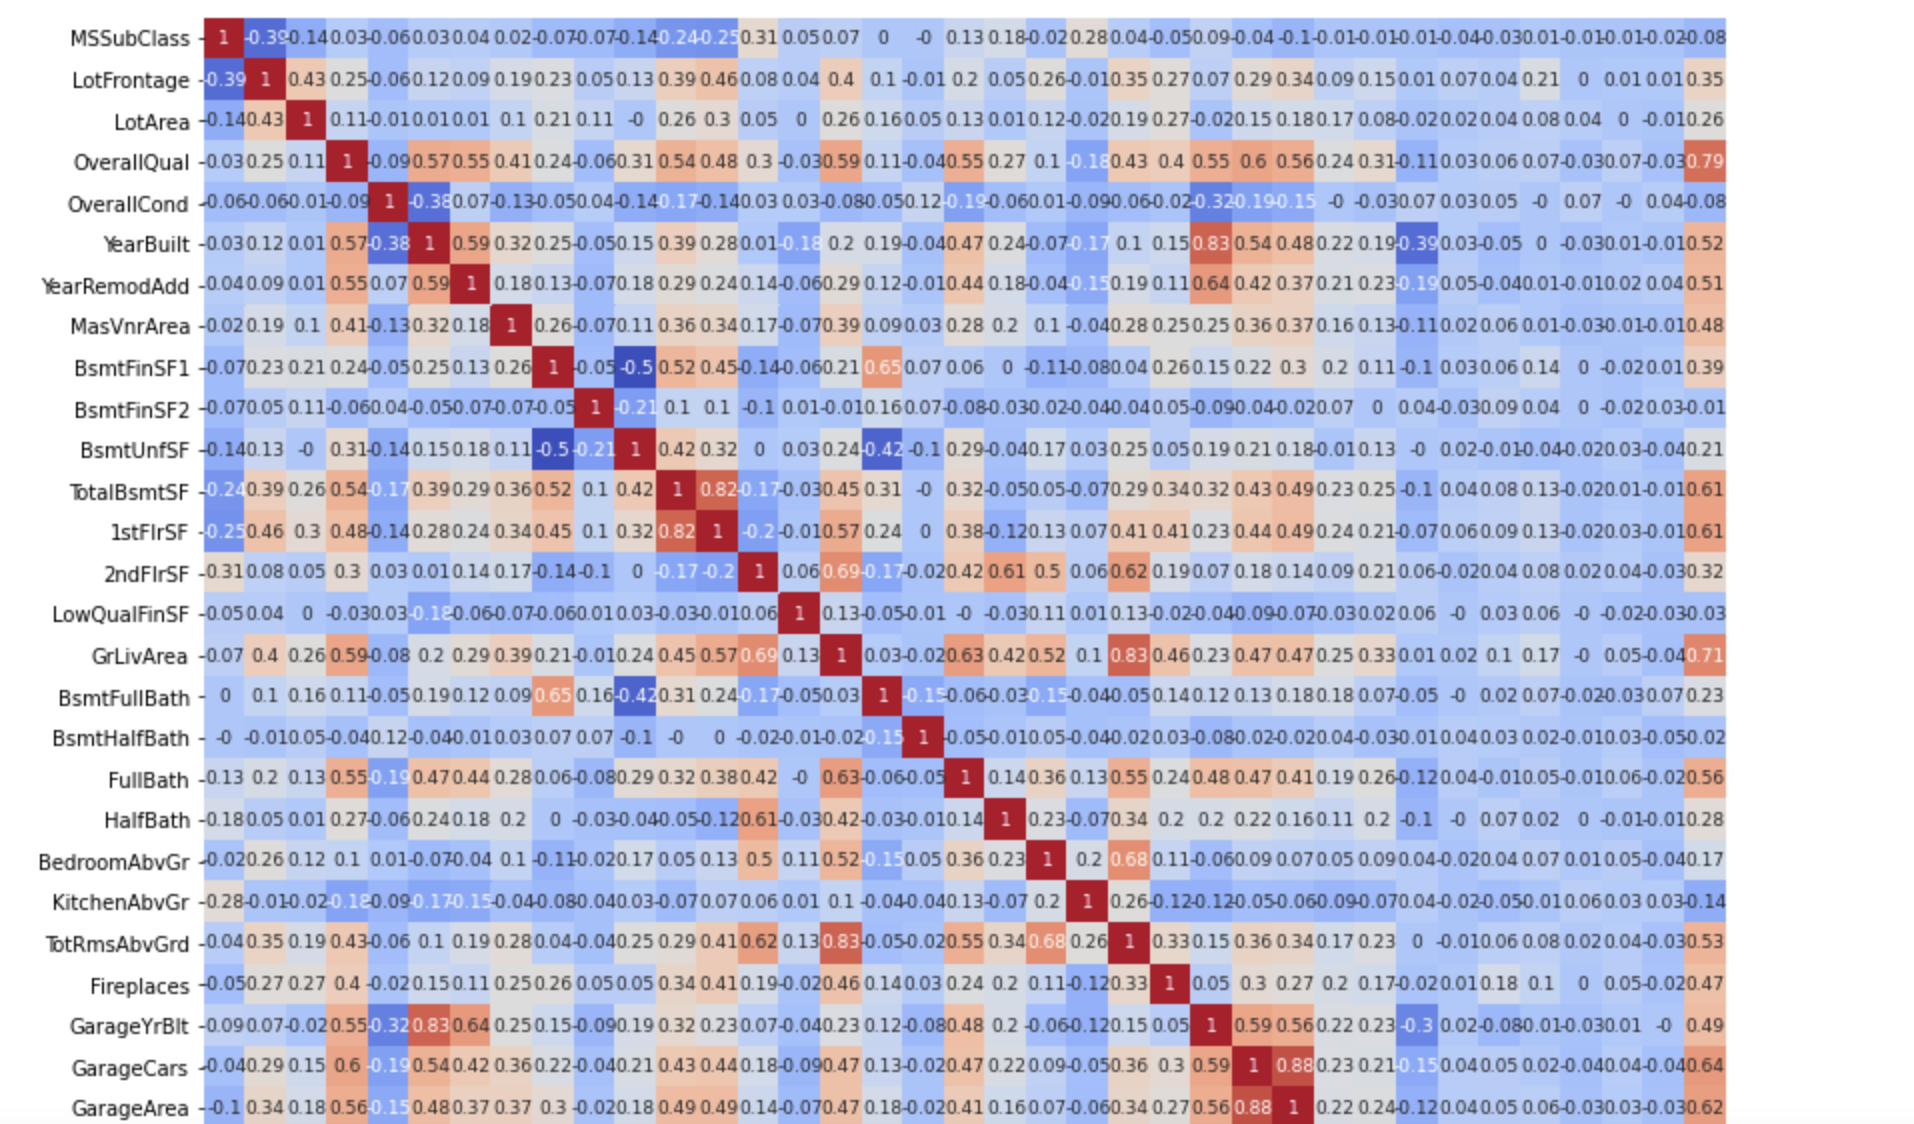 MSSubClass 1 -0.39 -0.14 0.03 -0.06 0.03 0.04 0.02 -0.07 -0.07 -0.14 -0.24 -0.25 0.31 0.05 0.07 0 -0 0.13 0.18 -0.02 0.28 0.04 -0.05 0.09 -0.04 -0.1 -0.01 -0.01 -0.01 -0.04 -0.03 0.01 -0.01 -0.01 -0.02 -0.08
LotFrontage -0.39 1 0.43 0.25 -0.06 0.12 0.09 0.19 0.23 0.05 0.13 0.39 0.46 0.08 0.04 0.4 0.1 -0.01 0.2 0.05 0.26 -0.01 0.35 0.27 0.07 0.29 0.34 0.09 0.15 0.01 0.07 0.04 0.21 0 0.01 0.01 0.35
LotArea -0.14 0.43 1 0.11 -0.01 0.01 0.01 0.1 0.21 0.11 -0 0.26 0.3 0.05 0 0.26 0.16 0.05 0.13 0.01 0.12 -0.02 0.19 0.27 -0.02 0.15 0.18 0.17 0.08 -0.02 0.02 0.04 0.08 0.04 0 -0.01 0.26
OverallQual 0.03 0.25 0.11 1 -0.09 0.57 0.55 0.41 0.24 -0.06 0.31 0.54 0.48 0.3 -0.03 0.59 0.11 -0.04 0.55 0.27 0.1 -0.18 0.43 0.4 0.55 0.6 0.56 0.24 0.31 -0.11 0.03 0.06 0.07 -0.03 0.07 -0.03 0.79
OverallCond -0.06 -0.06 -0.01 -0.09 1 -0.38 0.07 -0.13 -0.05 0.04 -0.14 -0.17 -0.14 0.03 0.03 -0.08 -0.05 0.12 -0.19 -0.06 0.01 -0.09 -0.06 -0.02 -0.32 -0.19 -0.15 -0 -0.03 0.07 0.03 0.05 -0 0.07 -0 0.04 -0.08
YearBuilt 0.03 0.12 0.01 0.57 -0.38 1 0.59 0.32 0.25 -0.05 0.15 0.39 0.28 0.01 -0.18 0.2 0.19 -0.04 0.47 0.24 -0.07 -0.17 0.1 0.15 0.83 0.54 0.48 0.22 0.19 -0.39 0.03 -0.05 0 -0.03 0.01 -0.01 0.52
YearRemodAdd 0.04 0.09 0.01 0.55 0.07 0.59 1 0.18 0.13 -0.07 0.18 0.29 0.24 0.14 -0.06 0.29 0.12 -0.01 0.44 0.18 -0.04 -0.15 0.19 0.11 0.64 0.42 0.37 0.21 0.23 -0.19 0.05 -0.04 0.01 -0.01 0.02 0.04 0.51
MasVnrArea 0.02 0.19 0.1 0.41 -0.13 0.32 0.18 1 0.26 -0.07 0.11 0.36 0.34 0.17 -0.07 0.39 0.09 0.03 0.28 0.2 0.1 -0.04 0.28 0.25 0.25 0.36 0.37 0.16 0.13 -0.11 0.02 0.06 0.01 -0.03 -0.01 -0.01 0.48
BsmtFinSF1 -0.07 0.23 0.21 0.24 -0.05 0.25 0.13 0.26 1 -0.05 -0.5 0.52 0.45 -0.14 -0.06 0.21 0.65 0.07 0.06 0 -0.11 -0.08 0.04 0.26 0.15 0.22 0.3 0.2 0.11 -0.1 0.03 0.06 0.14 0 -0.02 0.01 0.39
BsmtFinSF2 -0.07 0.05 0.11 -0.06 0.04 -0.05 -0.07 -0.07 -0.05 1 -0.21 0.1 0.1 -0.1 0.01 -0.01 0.16 0.07 -0.08 -0.03 -0.02 -0.04 -0.04 0.05 -0.09 -0.04 -0.02 0.07 0 0.04 -0.03 0.09 0.04 0 -0.02 0.03 -0.01
BsmtUnfSF -0.14 0.13 -0 0.31 -0.14 0.15 0.18 0.11 -0.5 -0.21 1 0.42 0.32 0 0.03 0.24 -0.42 -0.1 0.29 -0.04 0.17 0.03 0.25 0.05 0.19 0.21 0.18 -0.01 0.13 -0 0.02 -0.01 -0.04 -0.02 0.03 -0.04 0.21
TotalBsmtSF -0.24 0.39 0.26 0.54 -0.17 0.39 0.29 0.36 0.52 0.1 0.42 1 0.82 -0.17 -0.03 0.45 0.31 -0 0.32 -0.05 0.05 -0.07 0.29 0.34 0.32 0.43 0.49 0.23 0.25 -0.1 0.04 0.08 0.13 -0.02 0.01 -0.01 0.61
1stFlrSF -0.25 0.46 0.3 0.48 -0.14 0.28 0.24 0.34 0.45 0.1 0.32 0.82 1 -0.2 -0.01 0.57 0.24 0 0.38 -0.12 0.13 0.07 0.41 0.41 0.23 0.44 0.49 0.24 0.21 -0.07 0.06 0.09 0.13 -0.02 0.03 -0.01 0.61
2ndFlrSF 0.31 0.08 0.05 0.3 0.03 0.01 0.14 0.17 -0.14 -0.1 0 -0.17 -0.2 1 0.06 0.69 -0.17 -0.02 0.42 0.61 0.5 0.06 0.62 0.19 0.07 0.18 0.14 0.09 0.21 0.06 -0.02 0.04 0.08 0.02 0.04 -0.03 0.32
LowQualFinSF 0.05 0.04 0 -0.03 0.03 -0.18 -0.06 -0.07 -0.06 0.01 0.03 -0.03 -0.01 0.06 1 0.13 -0.05 -0.01 -0 -0.03 0.11 0.01 0.13 -0.02 -0.04 -0.09 -0.07 -0.03 0.02 0.06 -0 0.03 0.06 -0 -0.02 -0.03 -0.03
GrLivArea 0.07 0.4 0.26 0.59 -0.08 0.2 0.29 0.39 0.21 -0.01 0.24 0.45 0.57 0.69 0.13 1 0.03 -0.02 0.63 0.42 0.52 0.1 0.83 0.46 0.23 0.47 0.47 0.25 0.33 0.01 0.02 0.1 0.17 -0 0.05 -0.04 0.71
BsmtFullBath 0 0.1 0.16 0.11 -0.05 0.19 0.12 0.09 0.65 0.16 -0.42 0.31 0.24 -0.17 -0.05 0.03 1 -0.15 -0.06 -0.03 -0.15 -0.04 -0.05 0.14 0.12 0.13 0.18 0.18 0.07 -0.05 -0 0.02 0.07 -0.02 -0.03 0.07 0.23
BsmtHalfBath -0 -0.01 0.05 -0.04 0.12 -0.04 -0.01 0.03 0.07 0.07 -0.1 -0 0 -0.02 -0.01 -0.02 -0.15 1 -0.05 -0.01 0.05 -0.04 -0.02 0.03 -0.08 -0.02 -0.02 0.04 -0.03 -0.01 0.04 0.03 0.02 -0.01 0.03 -0.05 -0.02
FullBath 0.13 0.2 0.13 0.55 -0.19 0.47 0.44 0.28 0.06 -0.08 0.29 0.32 0.38 0.42 -0 0.63 -0.06 -0.05 1 0.14 0.36 0.13 0.55 0.24 0.48 0.47 0.41 0.19 0.26 -0.12 0.04 -0.01 0.05 -0.01 0.06 -0.02 0.56
HalfBath 0.18 0.05 0.01 0.27 -0.06 0.24 0.18 0.2 0 -0.03 -0.04 -0.05 -0.12 0.61 -0.03 0.42 -0.03 -0.01 0.14 1 0.23 -0.07 0.34 0.2 0.2 0.22 0.16 0.11 0.2 -0.1 -0 0.07 0.02 0 -0.01 -0.01 0.28
BedroomAbvGr -0.02 0.26 0.12 0.1 0.01 -0.07 -0.04 0.1 -0.11 -0.02 0.17 0.05 0.13 0.5 0.11 0.52 -0.15 0.05 0.36 0.23 1 0.2 0.68 0.11 -0.06 0.09 0.07 0.05 0.09 0.04 -0.02 0.04 0.07 0.01 0.05 -0.04 0.17
KitchenAbvGr 0.28 -0.01 -0.02 -0.18 -0.09 -0.17 -0.15 -0.04 -0.08 -0.04 0.03 -0.07 0.07 0.06 0.01 0.1 -0.04 -0.04 0.13 -0.07 0.2 1 0.26 -0.12 -0.12 -0.05 -0.06 -0.09 -0.07 0.04 -0.02 -0.05 -0.01 0.06 0.03 0.03 -0.14
TotRmsAbvGrd 0.04 0.35 0.19 0.43 -0.06 0.1 0.19 0.28 0.04 -0.04 0.25 0.29 0.41 0.62 0.13 0.83 -0.05 -0.02 0.55 0.34 0.68 0.26 1 0.33 0.15 0.36 0.34 0.17 0.23 0 -0.01 0.06 0.08 0.02 0.04 -0.03 0.53
Fireplaces -0.05 0.27 0.27 0.4 -0.02 0.15 0.11 0.25 0.26 0.05 0.05 0.34 0.41 0.19 -0.02 0.46 0.14 0.03 0.24 0.2 0.11 -0.12 0.33 1 0.05 0.3 0.27 0.2 0.17 -0.02 0.01 0.18 0.1 0 0.05 -0.02 0.47
GarageYrBlt 0.09 0.07 -0.02 0.55 -0.32 0.83 0.64 0.25 0.15 -0.09 0.19 0.32 0.23 0.07 -0.04 0.23 0.12 -0.08 0.48 0.2 -0.06 -0.12 0.15 0.05 1 0.59 0.56 0.22 0.23 -0.3 0.02 -0.08 -0.01 -0.03 0.01 -0 0.49
GarageCars -0.04 0.29 0.15 0.6 -0.19 0.54 0.42 0.36 0.22 -0.04 0.21 0.43 0.44 0.18 -0.09 0.47 0.13 -0.02 0.47 0.22 0.09 -0.05 0.36 0.3 0.59 1 0.88 0.23 0.21 -0.15 0.04 0.05 0.02 -0.04 0.04 -0.04 0.64
GarageArea -0.1 0.34 0.18 0.56 -0.15 0.48 0.37 0.37 0.3 -0.02 0.18 0.49 0.49 0.14 -0.07 0.47 0.18 -0.02 0.41 0.16 0.07 -0.06 0.34 0.27 0.56 0.88 1 0.22 0.24 -0.12 0.04 0.05 0.06 -0.03 0.03 -0.03 0.62